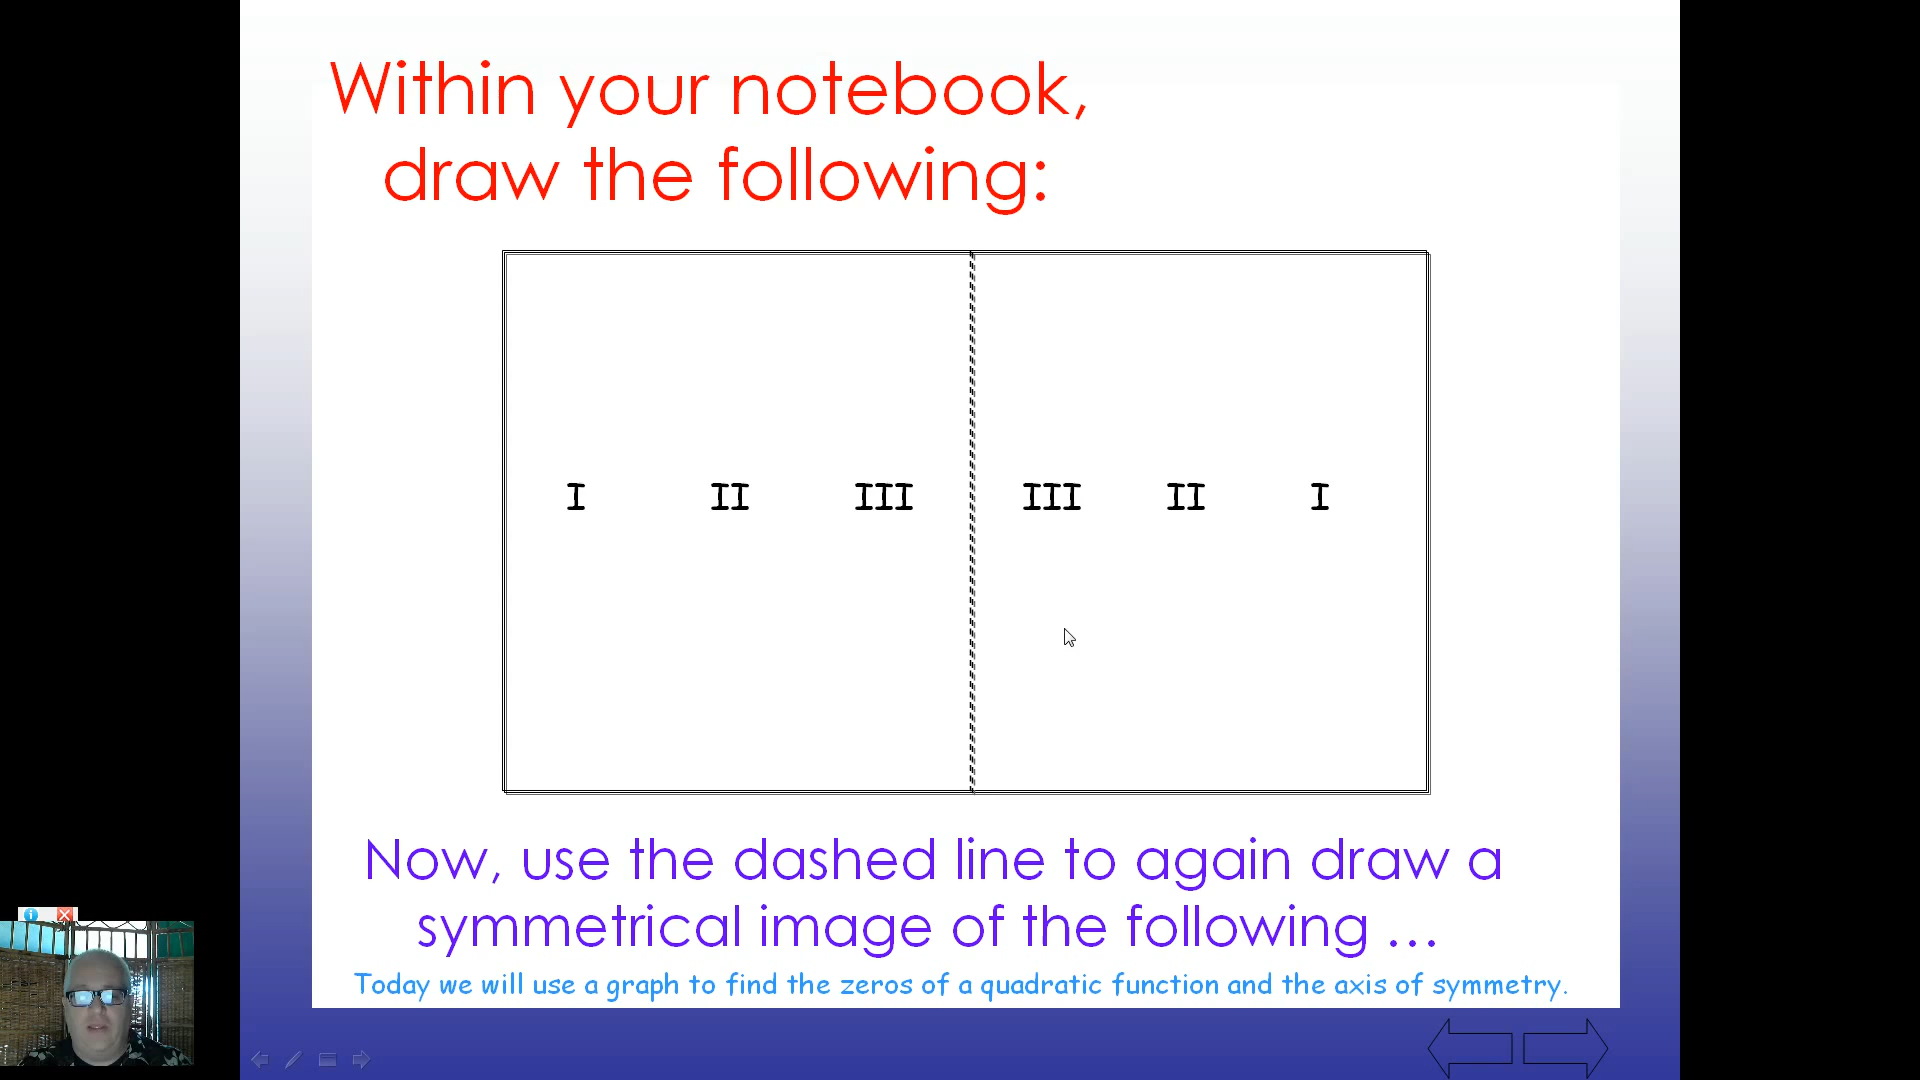 Within your notebook,
draw the following:
I II III III II I
Now, use the dashed line to again draw a
symmetrical image of the following ...
Today we will use a graph to find the zeros of a quadratic function and the axis of symmetry.